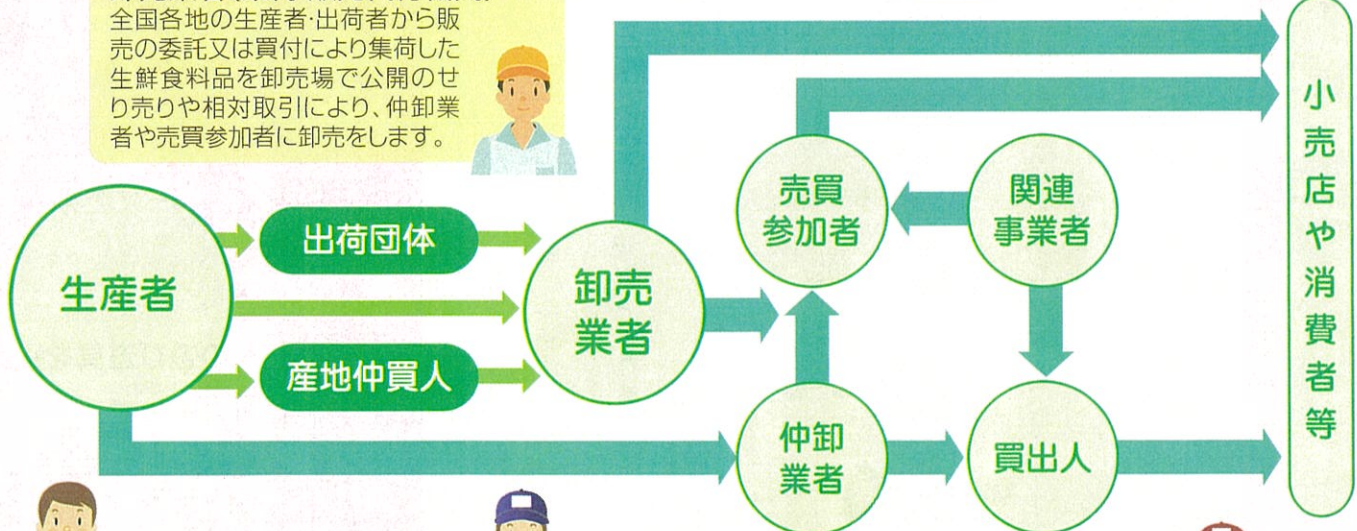 全国各地の生産者・出荷者から販
売の委託又は買付により集荷した
生鮮食料品を卸売場で公開のせ
り売りや相対取引により、仲卸業
者や売買参加者に卸売をします。
生産者
出荷団体
産地仲買人
卸売
業者
売買
参加者
関連
事業者
仲卸
業者
買出人
小売店や消費者等